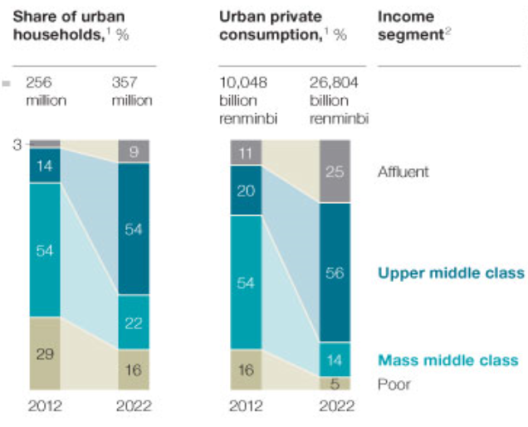 Share of urban
households,¹ %
Urban private
consumption,¹ %
Income
segment²
=
256
million
357
million
10,048
billion
renminbi
26,804
billion
renminbi
3
14
54
29
9
54
22
16
11
20
54
16
25
56
14
5
Affluent
Upper middle class
Mass middle class
Poor
2012
2022
2012
2022